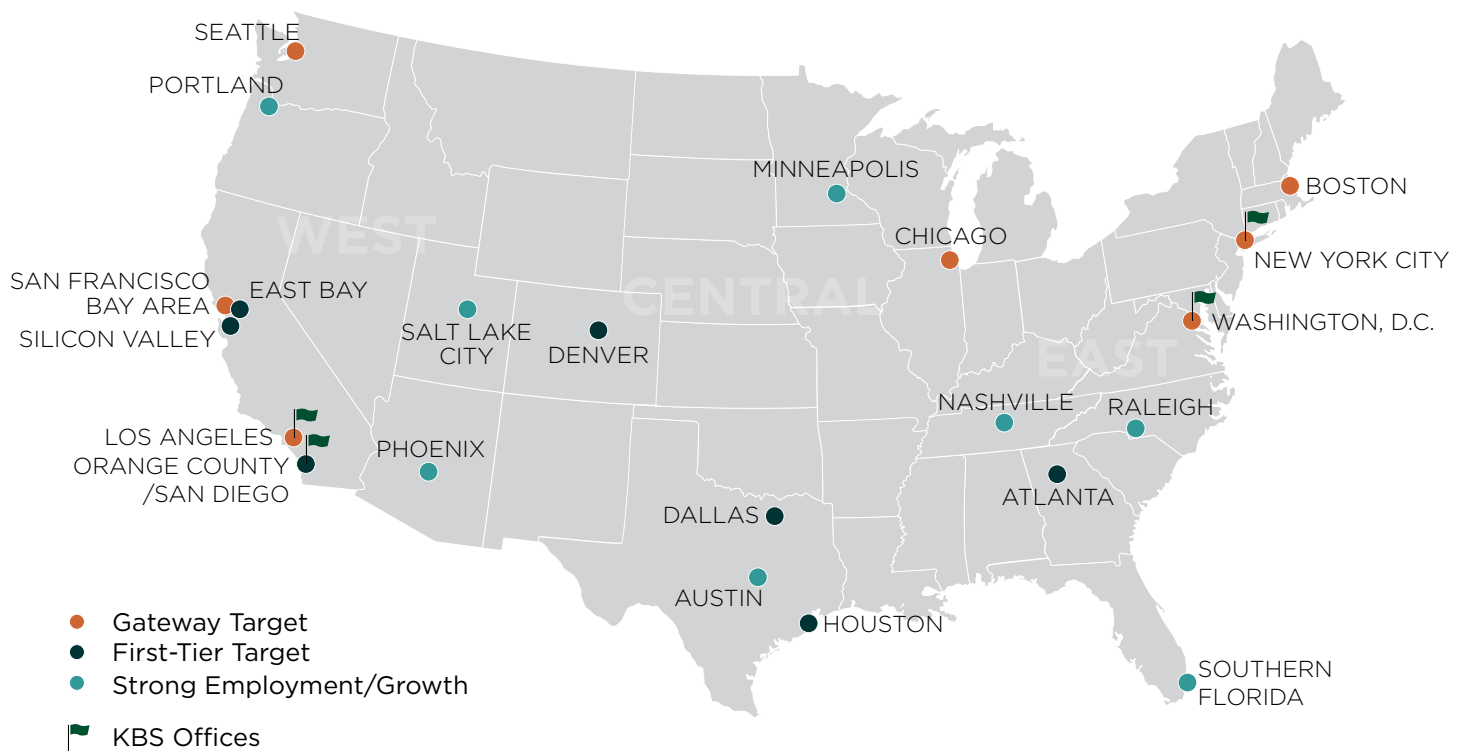 SEATTLE
PORTLAND
MINNEAPOLIS
BOSTON
WEST
CHICAGO
NEW YORK CITY
SAN FRANCISCO
BAY AREA
EAST BAY
CENTRAL
SILICON VALLEY
SALT LAKE
CITY
DENVER
WASHINGTON, D.C.
EAST
NASHVILLE
RALEIGH
LOS ANGELES
ORANGE COUNTY
/SAN DIEGO
PHOENIX
ATLANTA
DALLAS
AUSTIN
HOUSTON
SOUTHERN
FLORIDA
Gateway Target
First-Tier Target
Strong Employment/Growth
KBS Offices